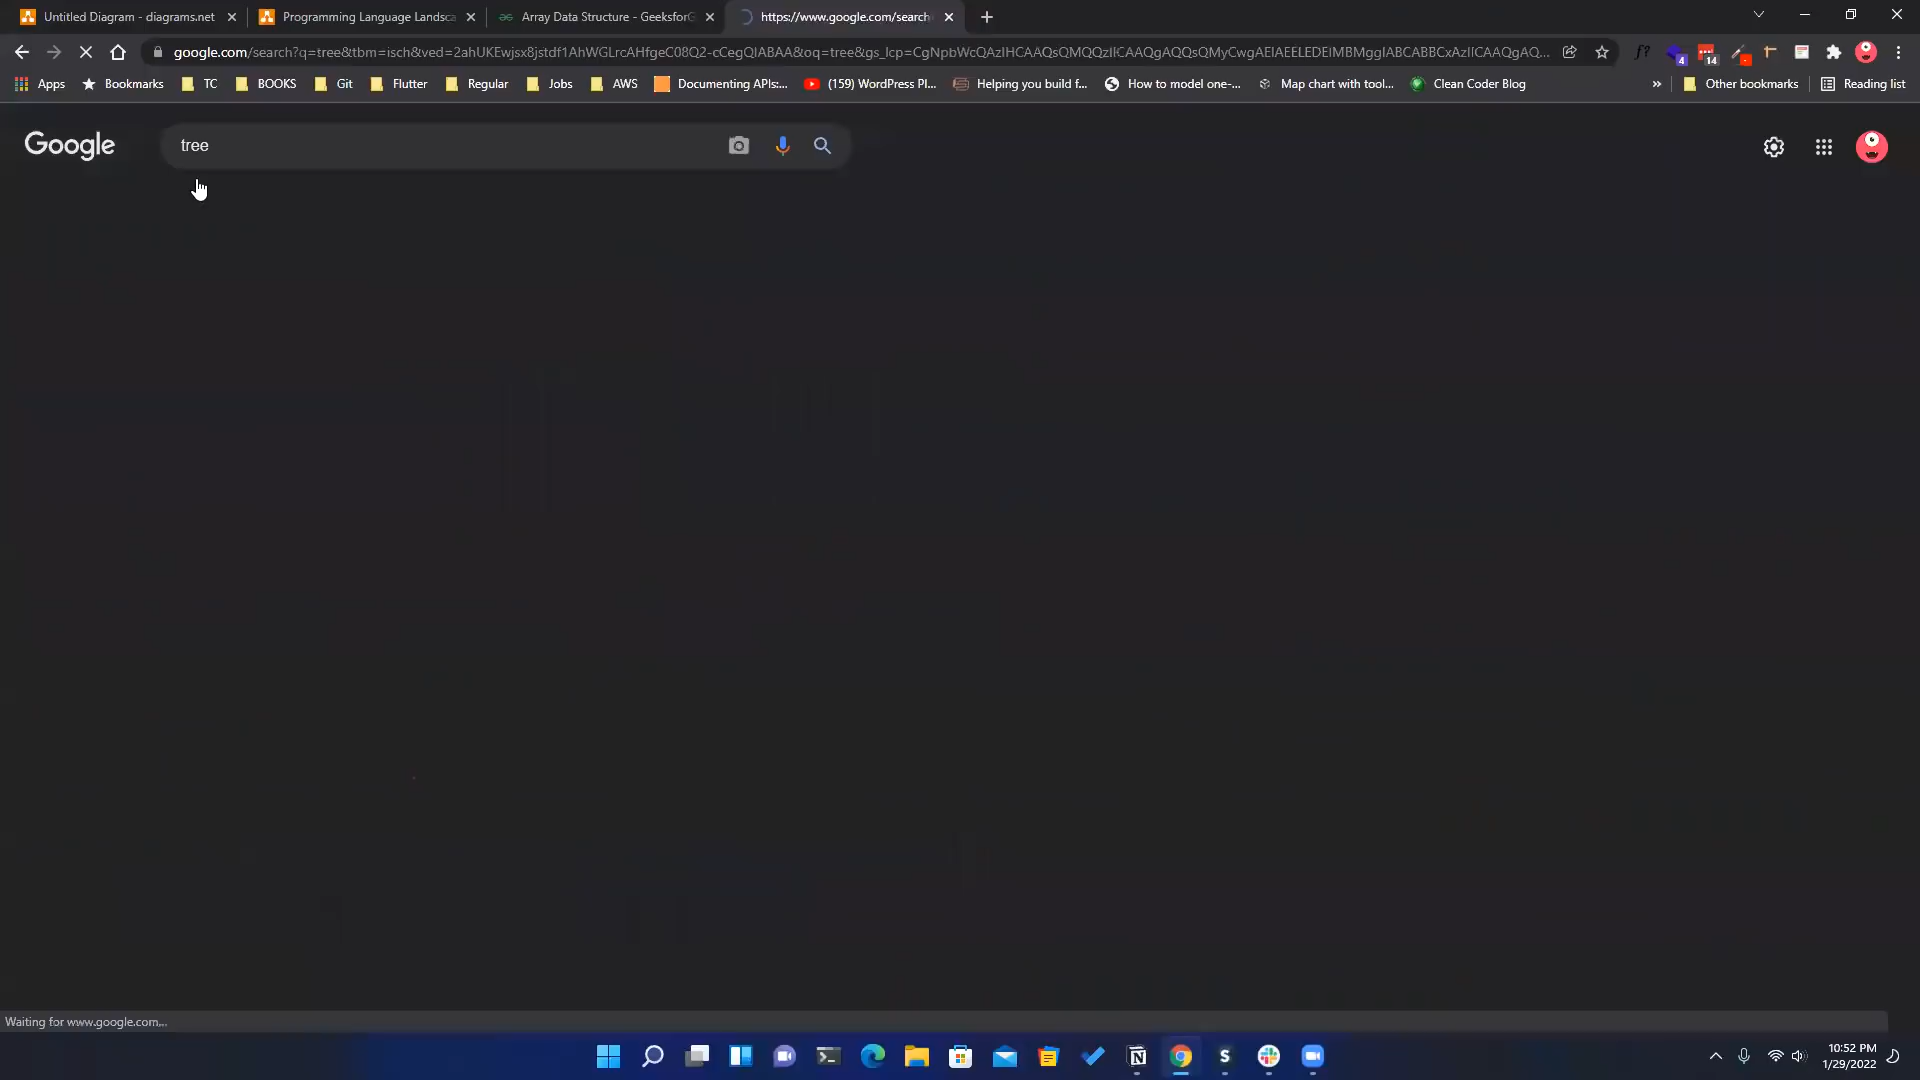 Untitled Diagram - diagrams.net
Programming Language Landsca
Array Data Structure - GeeksforG
https://www.google.com/search
google.com/search?q=tree&tbm=isch&ved=2ahUKEwjsx8jstdf1AhWGLrcAHfgeC08Q2-cCegQIABAA&oq=tree&gs_lcp=CgNpbWcQAzIHCAAQsQMQQzIICAAQgAQQsQMyCwgAEIAEELEDEIMBMggIABCABBCxAzIICAAQgAQ...
f?
4
14
Apps
Bookmarks
TC
BOOKS
Git
Flutter
Regular
Jobs
AWS
Documenting APIs:...
(159) WordPress Pl...
Helping you build f...
How to model one-...
Map chart with tool...
Clean Coder Blog
»
Other bookmarks
Reading list
Google
tree
Waiting for www.google.com...
10:52 PM
1/29/2022